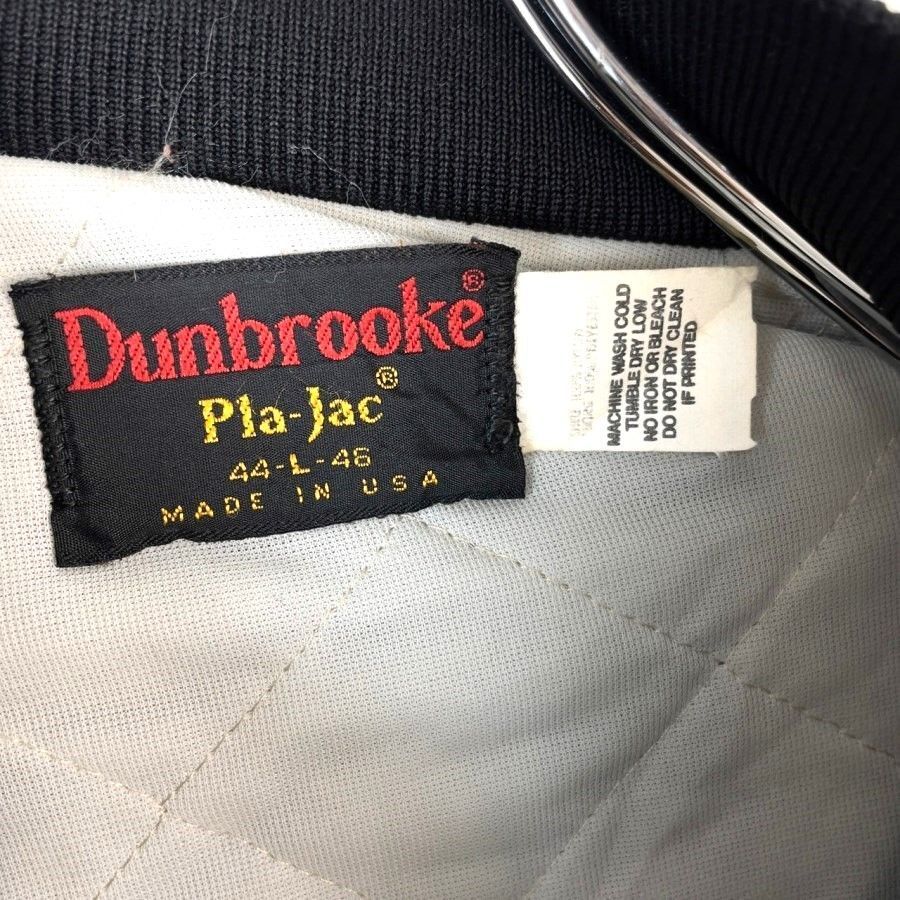 Dunbrooke®
Pla-Jac®
44-L-46
MADE IN USA
MACHINE WASH COLD
TUMBLE DRY LOW
NO IRON OR BLEACH
DO NOT DRY CLEAN
IF PRINTED